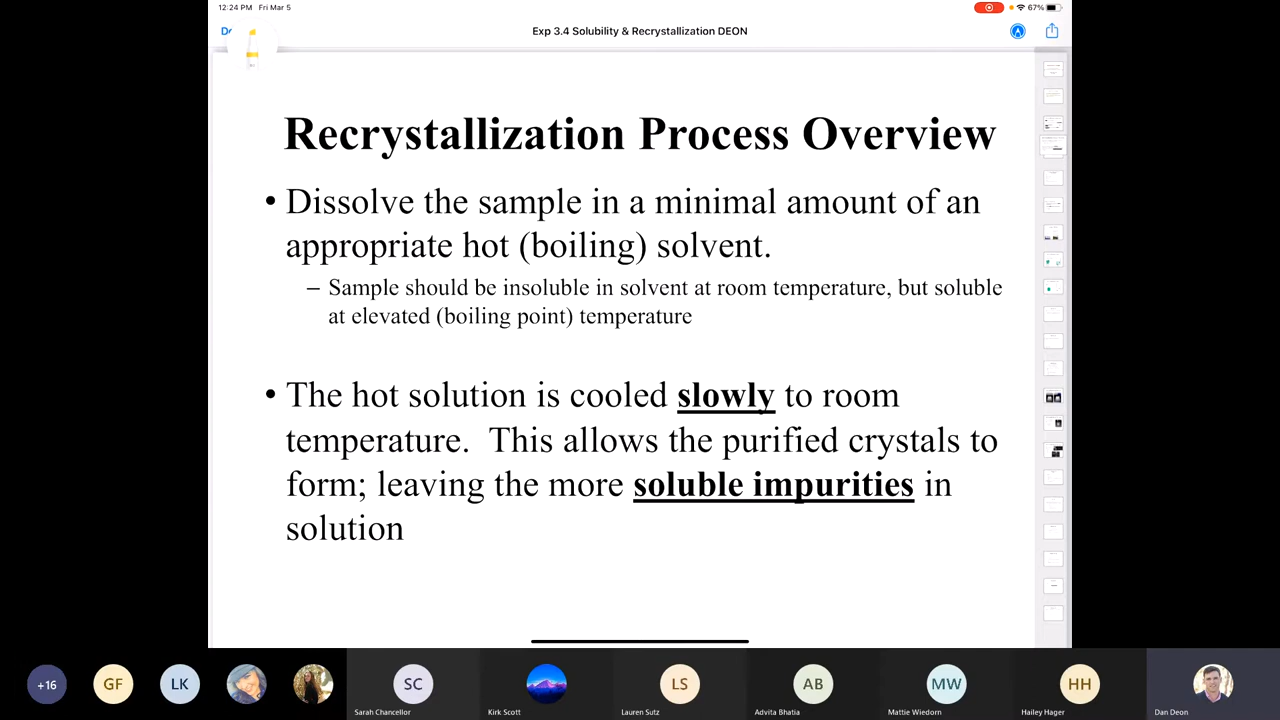 12:24 PM Fri Mar 5
67%
Exp 3.4 Solubility & Recrystallization DEON
Recrystallization Process Overview
• Dissolve the sample in a minimal amount of an
appropriate hot (boiling) solvent.
– Sample should be insoluble in solvent at room temperature, but soluble
at elevated (boiling point) temperature
• The hot solution is cooled slowly to room
temperature. This allows the purified crystals to
form; leaving the more soluble impurities in
solution
+16
GF
LK
SC
LS
AB
MW
HH
Sarah Chancellor
Kirk Scott
Lauren Sutz
Advita Bhatia
Mattie Wiedorn
Hailey Hager
Dan Deon